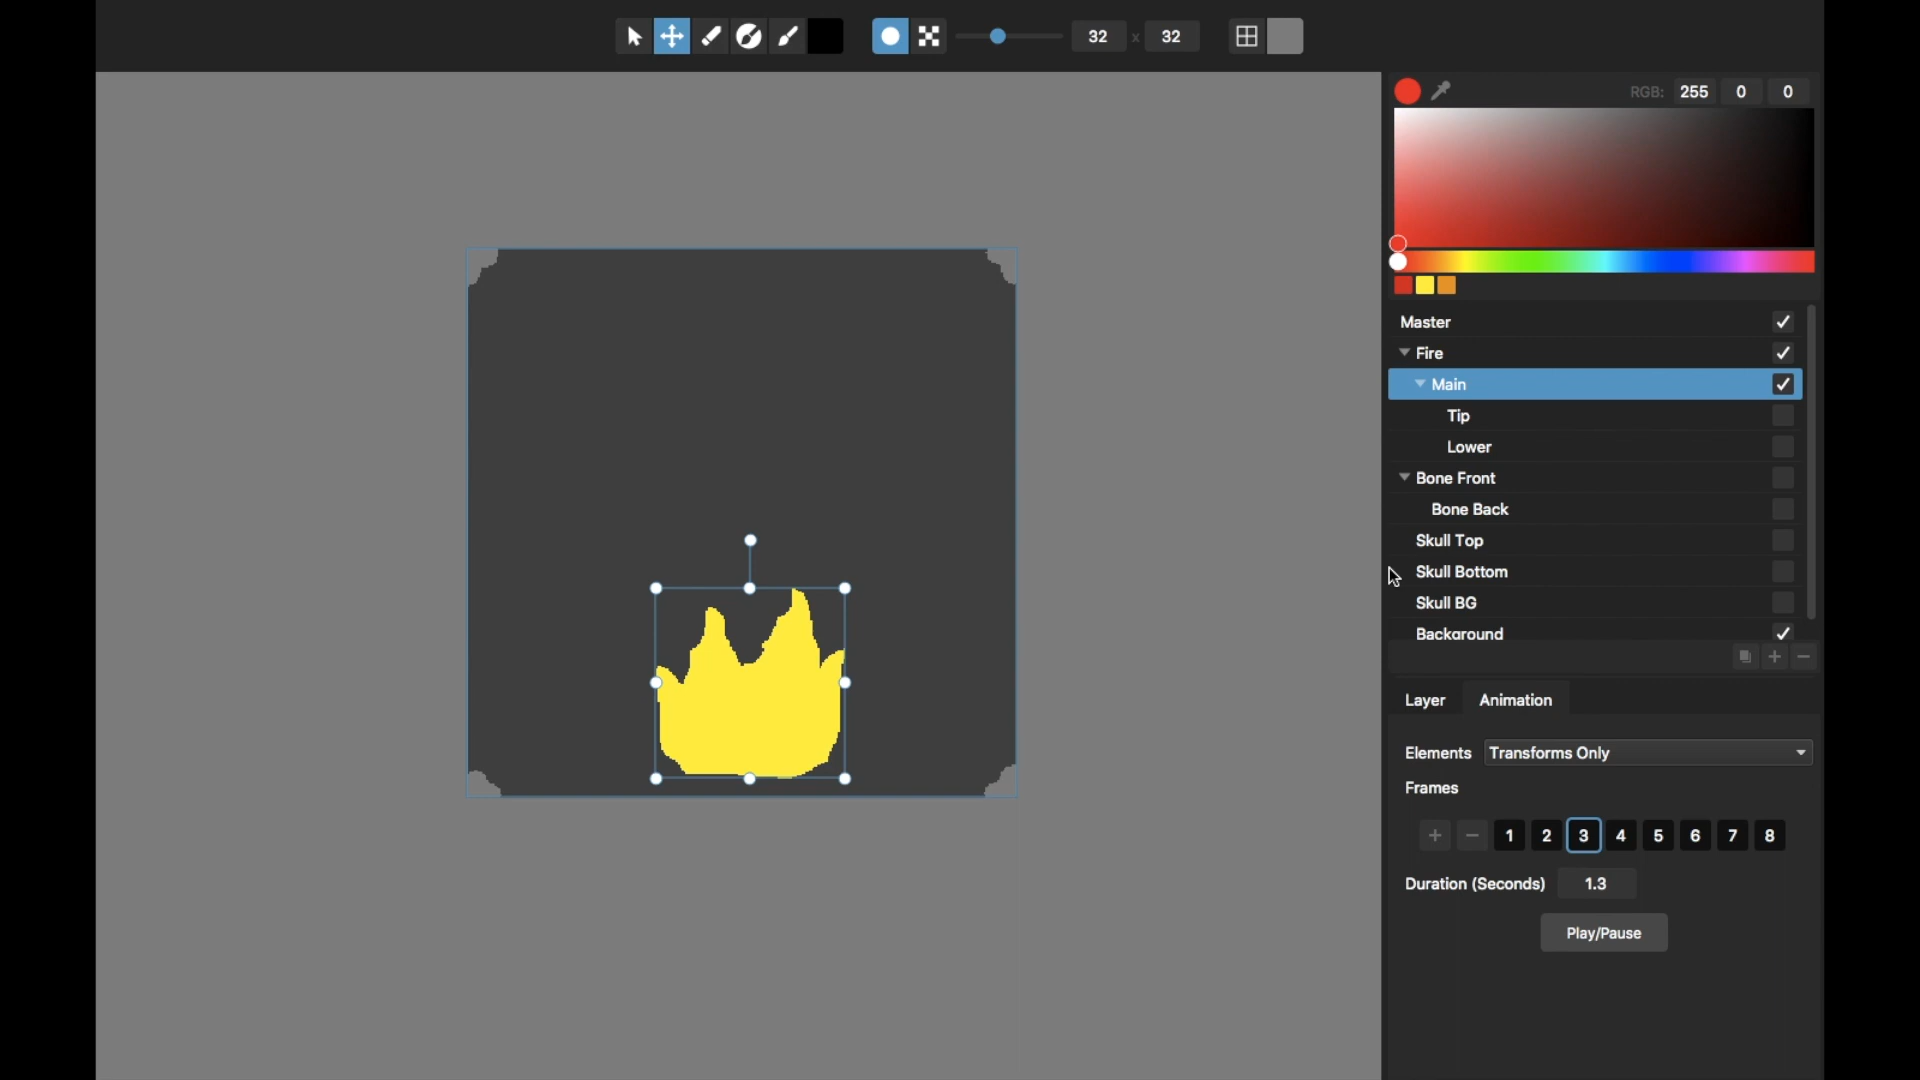 32 x 32
RGB: 255 0 0
Master
Fire
Main
Tip
Lower
Bone Front
Bone Back
Skull Top
Skull Bottom
Skull BG
Background
Layer Animation
Elements Transforms Only
Frames
+ − 1 2 3 4 5 6 7 8
Duration (Seconds) 1.3
Play/Pause